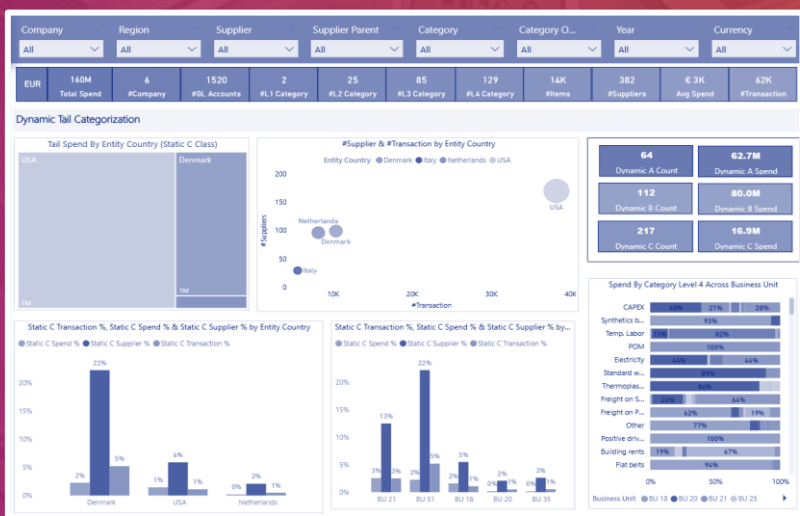 Company Region Supplier Supplier Parent Category Category O... Year Currency
All All All All All All All All
EUR 160M 6 1520 2 25 85 129 14K 382 € 3K 62K
Total Spend #Company #GL Accounts #L1 Category #L2 Category #L3 Category #L4 Category #Items #Suppliers Avg Spend #Transaction
Dynamic Tail Categorization
Tail Spend By Entity Country (Static C Class)
USA Denmark
1M
1M
#Supplier & #Transaction by Entity Country
Entity Country Denmark Italy Netherlands USA
200
150
100
50
0
#Suppliers
USA
Netherlands
Denmark
Italy
10K 20K 30K 40K
#Transaction
64 62.7M
Dynamic A Count Dynamic A Spend
112 80.0M
Dynamic B Count Dynamic B Spend
217 16.9M
Dynamic C Count Dynamic C Spend
Static C Transaction %, Static C Spend % & Static C Supplier % by Entity Country
Static C Spend % Static C Supplier % Static C Transaction %
20%
15%
10%
5%
0%
2% 22% 5% 1% 6% 1% 0% 2% 1%
Denmark USA Netherlands
Static C Transaction %, Static C Spend % & Static C Supplier % by...
Static C Spend % Static C Supplier % Static C Transaction %
20%
15%
10%
5%
0%
3% 13% 3% 2% 22% 5% 2% 5% 1% 0% 2% 0% 3%
BU 21 BU 51 BU 18 BU 20 BU 35
Spend By Category Level 4 Across Business Unit
CAPEX 40% 21% 28%
Synthetics b... 93%
Temp. Labor 13% 82%
POM 100%
Electricity 44% 44%
Standard w... 89%
Thermoplas... 84%
Freight on S... 24% 64%
Freight on P... 62% 19%
Other 77%
Positive driv... 100%
Building rents 19% 67%
Flat belts 94%
0% 50% 100%
Business Unit BU 18 BU 20 BU 21 BU 25